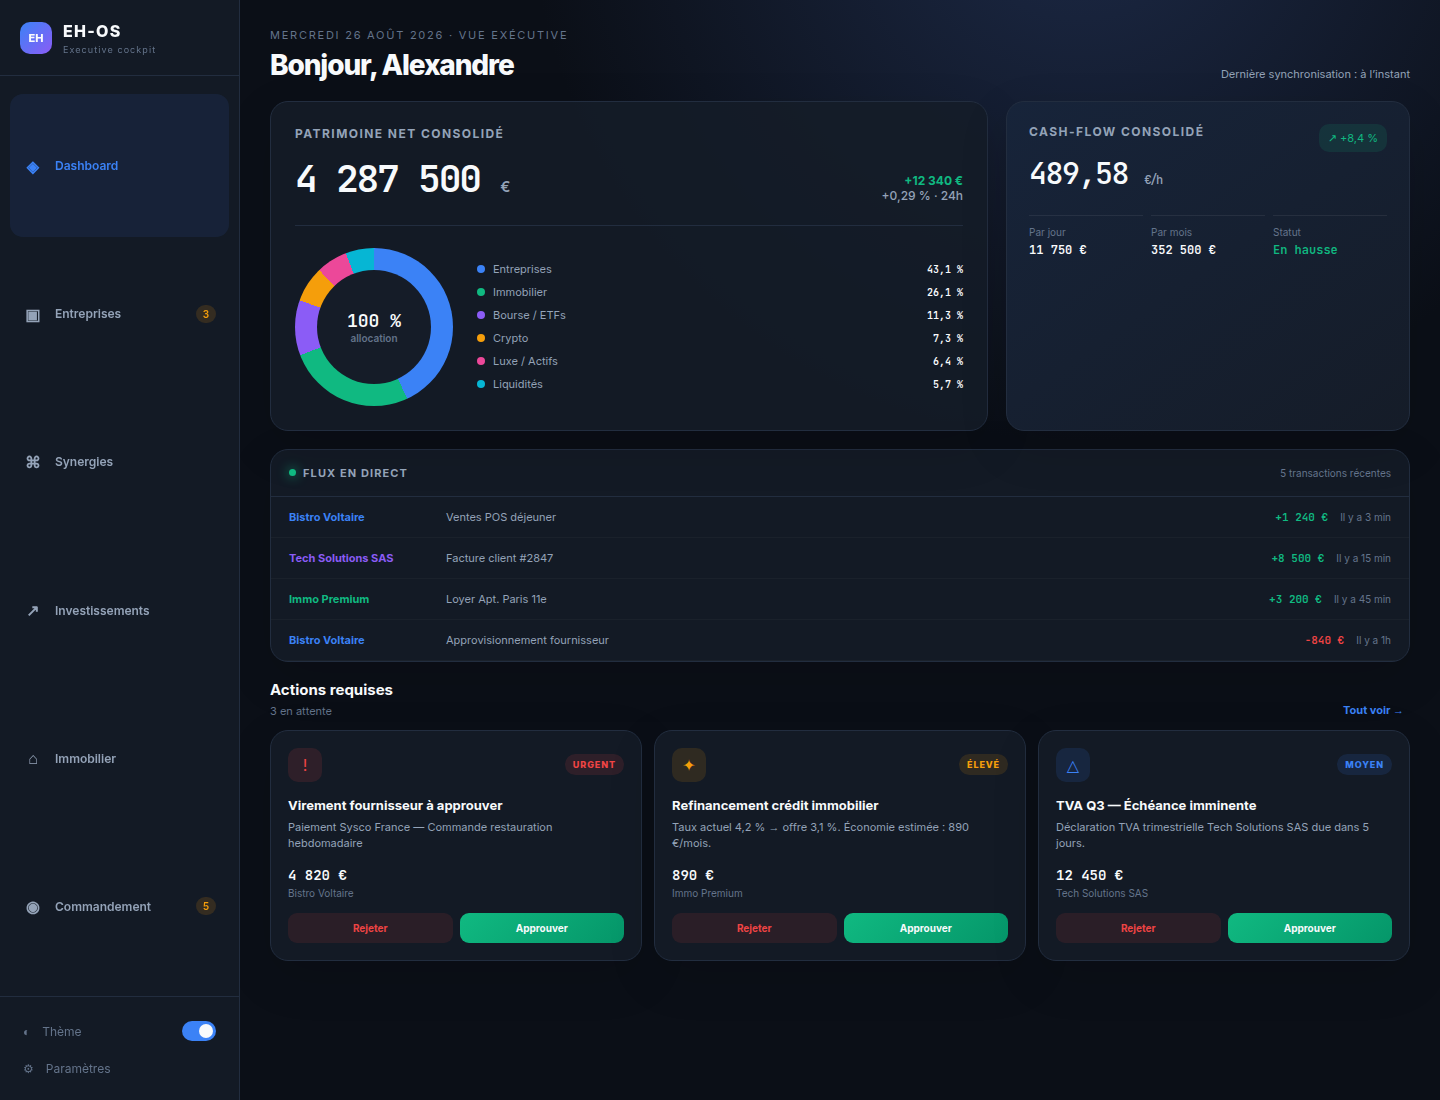 EH
EH-OS
Executive cockpit
Dashboard
Entreprises
3
Synergies
Investissements
Immobilier
Commandement
5
Thème
Paramètres
MERCREDI 26 AOÛT 2026 · VUE EXÉCUTIVE
Bonjour, Alexandre
Dernière synchronisation : à l'instant
PATRIMOINE NET CONSOLIDÉ
4 287 500 €
+12 340 €
+0,29 % · 24h
100 %
allocation
Entreprises 43,1 %
Immobilier 26,1 %
Bourse / ETFs 11,3 %
Crypto 7,3 %
Luxe / Actifs 6,4 %
Liquidités 5,7 %
CASH-FLOW CONSOLIDÉ
↗ +8,4 %
489,58 €/h
Par jour Par mois Statut
11 750 € 352 500 € En hausse
FLUX EN DIRECT
5 transactions récentes
Bistro Voltaire Ventes POS déjeuner +1 240 € Il y a 3 min
Tech Solutions SAS Facture client #2847 +8 500 € Il y a 15 min
Immo Premium Loyer Apt. Paris 11e +3 200 € Il y a 45 min
Bistro Voltaire Approvisionnement fournisseur -840 € Il y a 1h
Actions requises
3 en attente
Tout voir →
! URGENT
Virement fournisseur à approuver
Paiement Sysco France — Commande restauration
hebdomadaire
4 820 €
Bistro Voltaire
Rejeter Approuver
ÉLEVÉ
Refinancement crédit immobilier
Taux actuel 4,2 % → offre 3,1 %. Économie estimée : 890
€/mois.
890 €
Immo Premium
Rejeter Approuver
MOYEN
TVA Q3 — Échéance imminente
Déclaration TVA trimestrielle Tech Solutions SAS due dans 5
jours.
12 450 €
Tech Solutions SAS
Rejeter Approuver